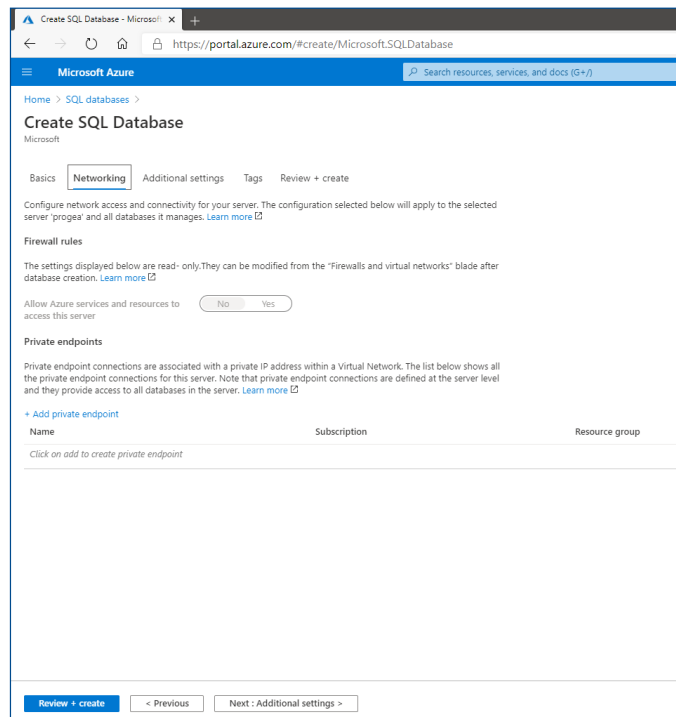 Create SQL Database - Microsoft
https://portal.azure.com/#create/Microsoft.SQLDatabase
Microsoft Azure
Search resources, services, and docs (G+/)
Home > SQL databases >
Create SQL Database
Microsoft
Basics Networking Additional settings Tags Review + create
Configure network access and connectivity for your server. The configuration selected below will apply to the selected
server 'progea' and all databases it manages. Learn more
Firewall rules
The settings displayed below are read- only.They can be modified from the "Firewalls and virtual networks" blade after
database creation. Learn more
Allow Azure services and resources to No Yes
access this server
Private endpoints
Private endpoint connections are associated with a private IP address within a Virtual Network. The list below shows all
the private endpoint connections for this server. Note that private endpoint connections are defined at the server level
and they provide access to all databases in the server. Learn more
+ Add private endpoint
Name Subscription Resource group
Click on add to create private endpoint
Review + create < Previous Next : Additional settings >